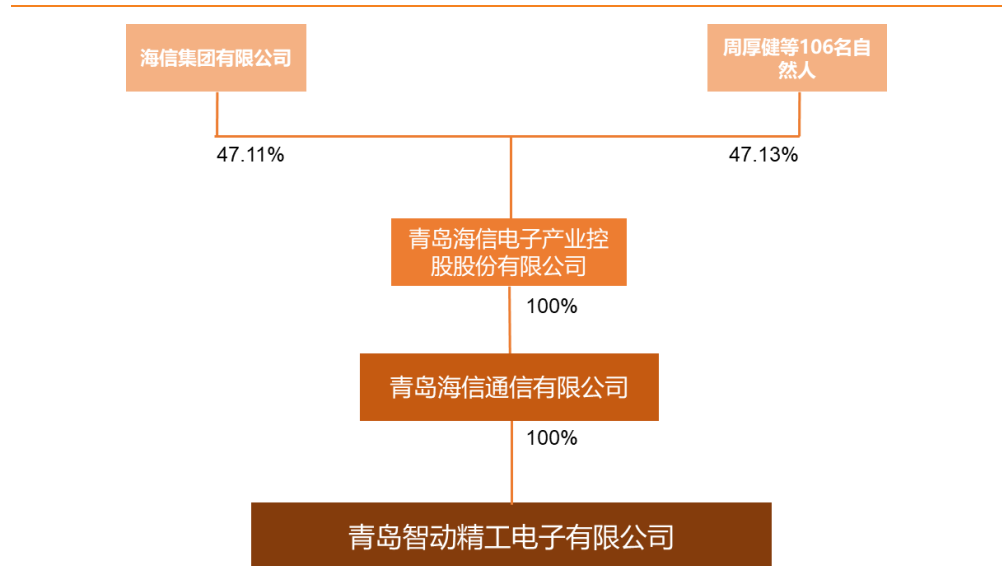 海信集团有限公司
周厚健等106名自
然人
47.11%
47.13%
青岛海信电子产业控
股股份有限公司
100%
青岛海信通信有限公司
100%
青岛智动精工电子有限公司